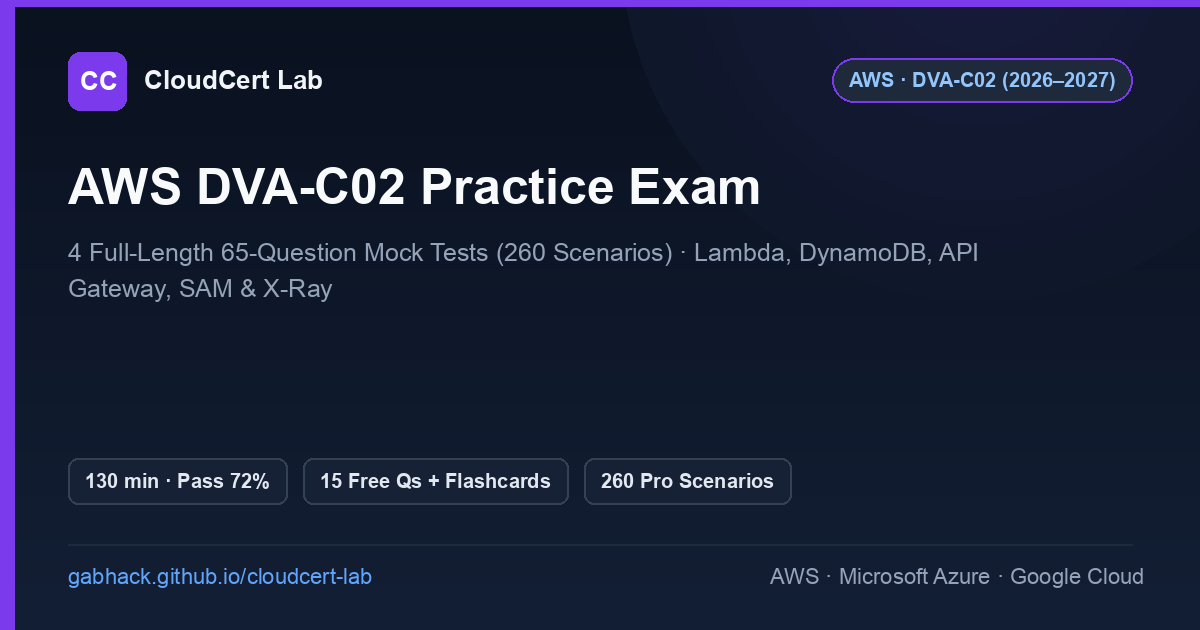 CC
CloudCert Lab
AWS · DVA-C02 (2026–2027)
AWS DVA-C02 Practice Exam
4 Full-Length 65-Question Mock Tests (260 Scenarios) · Lambda, DynamoDB, API
Gateway, SAM & X-Ray
130 min · Pass 72%
15 Free Qs + Flashcards
260 Pro Scenarios
gabhack.github.io/cloudcert-lab
AWS · Microsoft Azure · Google Cloud